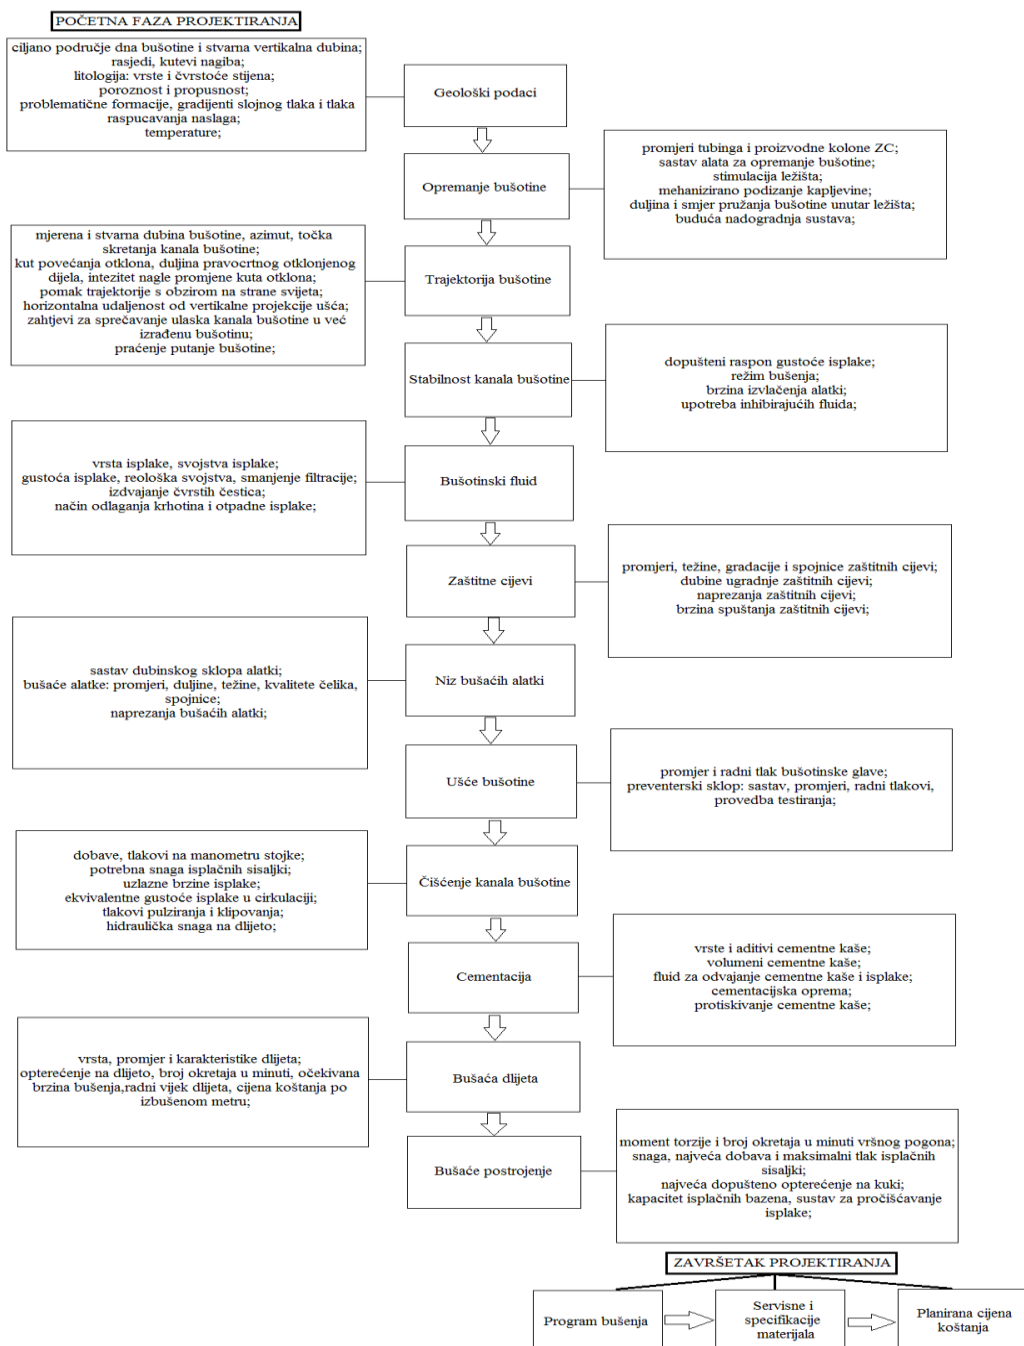 POČETNA FAZA PROJEKTIRANJA
ciljano područje dna bušotine i stvarna vertikalna dubina;
rasjedi, kutevi nagiba;
litologija: vrste i čvrstoće stijena;
poroznost i propusnost;
problematične formacije, gradijenti slojnog tlaka i tlaka
raspucavanja naslaga;
temperature;
Geološki podaci
Opremanje bušotine
promjeri tubinga i proizvodne kolone ZC;
sastav alata za opremanje bušotine;
stimulacija ležišta;
mehanizirano podizanje kapljevine;
duljina i smjer pružanja bušotine unutar ležišta;
buduća nadogradnja sustava;
mjerena i stvarna dubina bušotine, azimut, točka
skretanja kanala bušotine;
kut povećanja otklona, duljina pravocrtnog otklonjenog
dijela, intezitet nagle promjene kuta otklona;
pomak trajektorije s obzirom na strane svijeta;
horizontalna udaljenost od vertikalne projekcije ušća;
zahtjevi za sprečavanje ulaska kanala bušotine u već
izrađenu bušotinu;
praćenje putanje bušotine;
Trajektorija bušotine
Stabilnost kanala bušotine
dopušteni raspon gustoće isplake;
režim bušenja;
brzina izvlačenja alatki;
upotreba inhibirajućih fluida;
vrsta isplake, svojstva isplake;
gustoća isplake, reološka svojstva, smanjenje filtracije;
izdvajanje čvrstih čestica;
način odlaganja krhotina i otpadne isplake;
Bušotinski fluid
Zaštitne cijevi
promjeri, težine, gradacije i spojnice zaštitnih cijevi;
dubine ugradnje zaštitnih cijevi;
naprezanja zaštitnih cijevi;
brzina spuštanja zaštitnih cijevi;
sastav dubinskog sklopa alatki;
bušaće alatke: promjeri, duljine, težine, kvalitete čelika,
spojnice;
naprezanja bušaćih alatki;
Niz bušaćih alatki
Ušće bušotine
promjer i radni tlak bušotinske glave;
preventerski sklop: sastav, promjeri, radni tlakovi,
provedba testiranja;
dobave, tlakovi na manometru stojke;
potrebna snaga isplačnih sisaljki;
uzlazne brzine isplake;
ekvivalentne gustoće isplake u cirkulaciji;
tlakovi pulziranja i klipovanja;
hidraulička snaga na dlijeto;
Čišćenje kanala bušotine
Cementacija
vrste i aditivi cementne kaše;
volumeni cementne kaše;
fluid za odvajanje cementne kaše i isplake;
cementacijska oprema;
protiskivanje cementne kaše;
vrsta, promjer i karakteristike dlijeta;
opterećenje na dlijeto, broj okretaja u minuti, očekivana
brzina bušenja,radni vijek dlijeta, cijena koštanja po
izbušenom metru;
Bušaća dlijeta
Bušaće postrojenje
moment torzije i broj okretaja u minuti vršnog pogona;
snaga, najveća dobava i maksimalni tlak isplačnih
sisaljki;
najveća dopušteno opterećenje na kuki;
kapacitet isplačnih bazena, sustav za pročišćavanje
isplake;
ZAVRŠETAK PROJEKTIRANJA
Program bušenja
Servisne i
specifikacije
materijala
Planirana cijena
koštanja